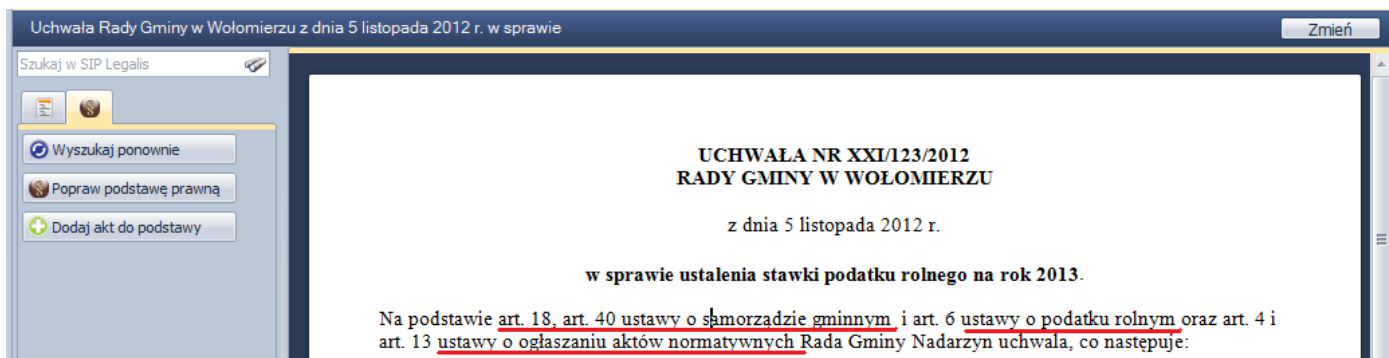 Uchwała Rady Gminy w Wołomierzu z dnia 5 listopada 2012 r. w sprawie
Zmień
Szukaj w SIP Legalis
Wyszukaj ponownie
Popraw podstawę prawną
Dodaj akt do podstawy
UCHWAŁA NR XXI/123/2012
RADY GMINY W WOŁOMIERZU
z dnia 5 listopada 2012 r.
w sprawie ustalenia stawki podatku rolnego na rok 2013.
Na podstawie art. 18, art. 40 ustawy o samorządzie gminnym i art. 6 ustawy o podatku rolnym oraz art. 4 i
art. 13 ustawy o ogłaszaniu aktów normatywnych Rada Gminy Nadarzyn uchwala, co następuje: